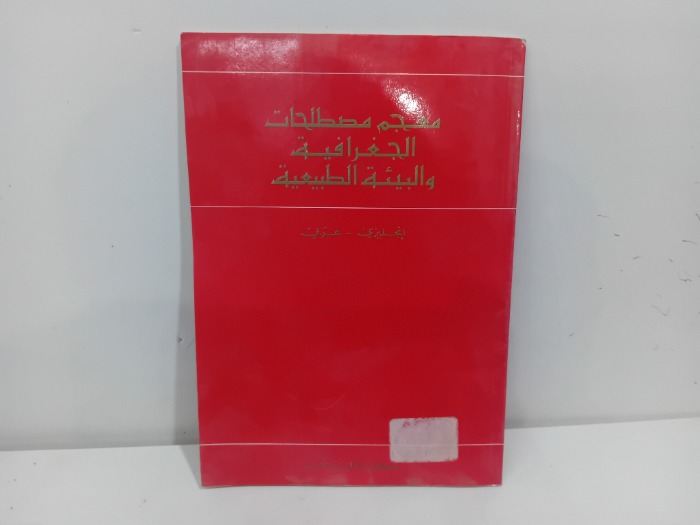 معجم مصطلحات
الجغرافية
والبيئة الطبيعية
إنجليزي - عربي